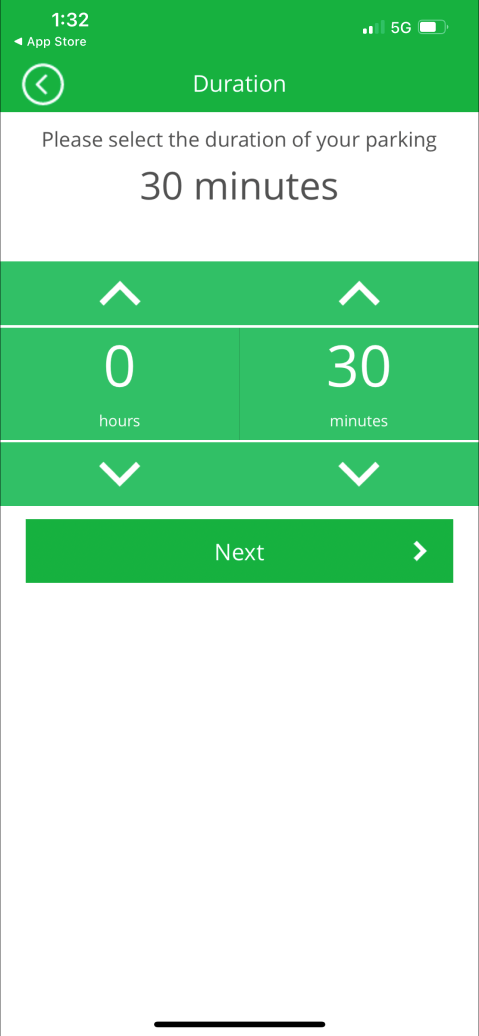 1:32
5G
◀ App Store
Duration
Please select the duration of your parking
30 minutes
0 30
hours minutes
Next